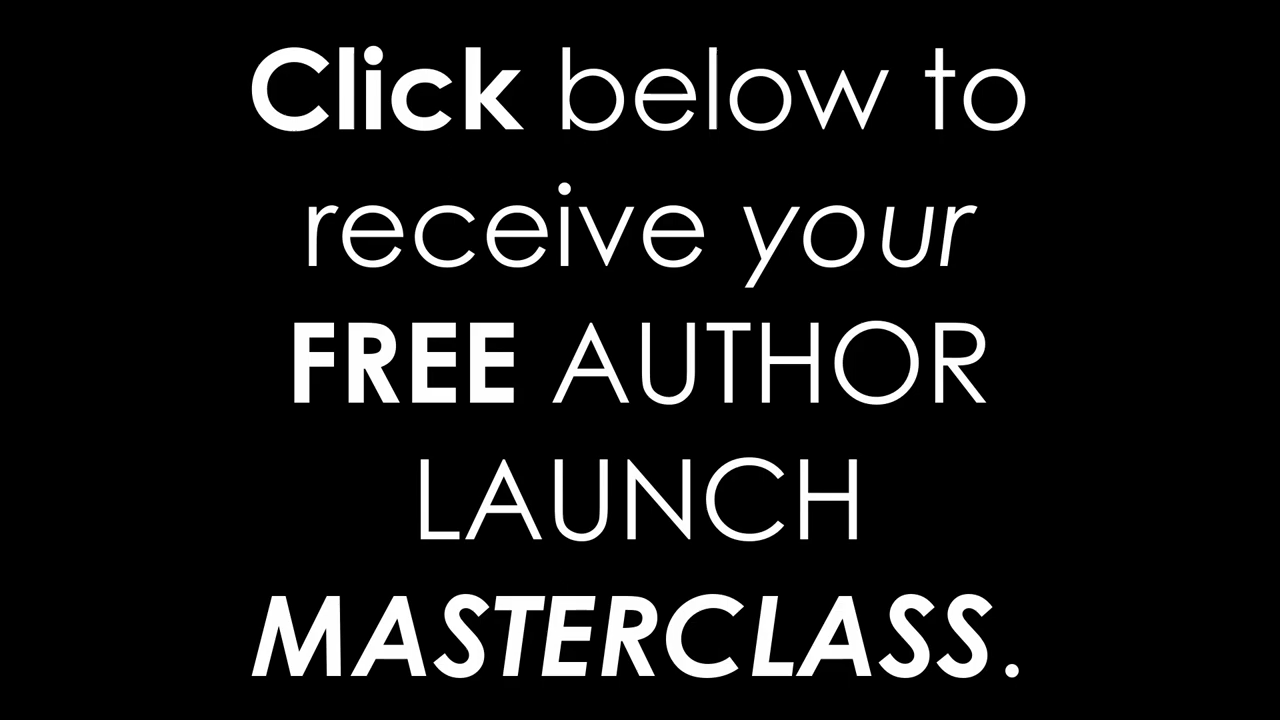 Click below to
receive your
FREE AUTHOR
LAUNCH
MASTERCLASS.